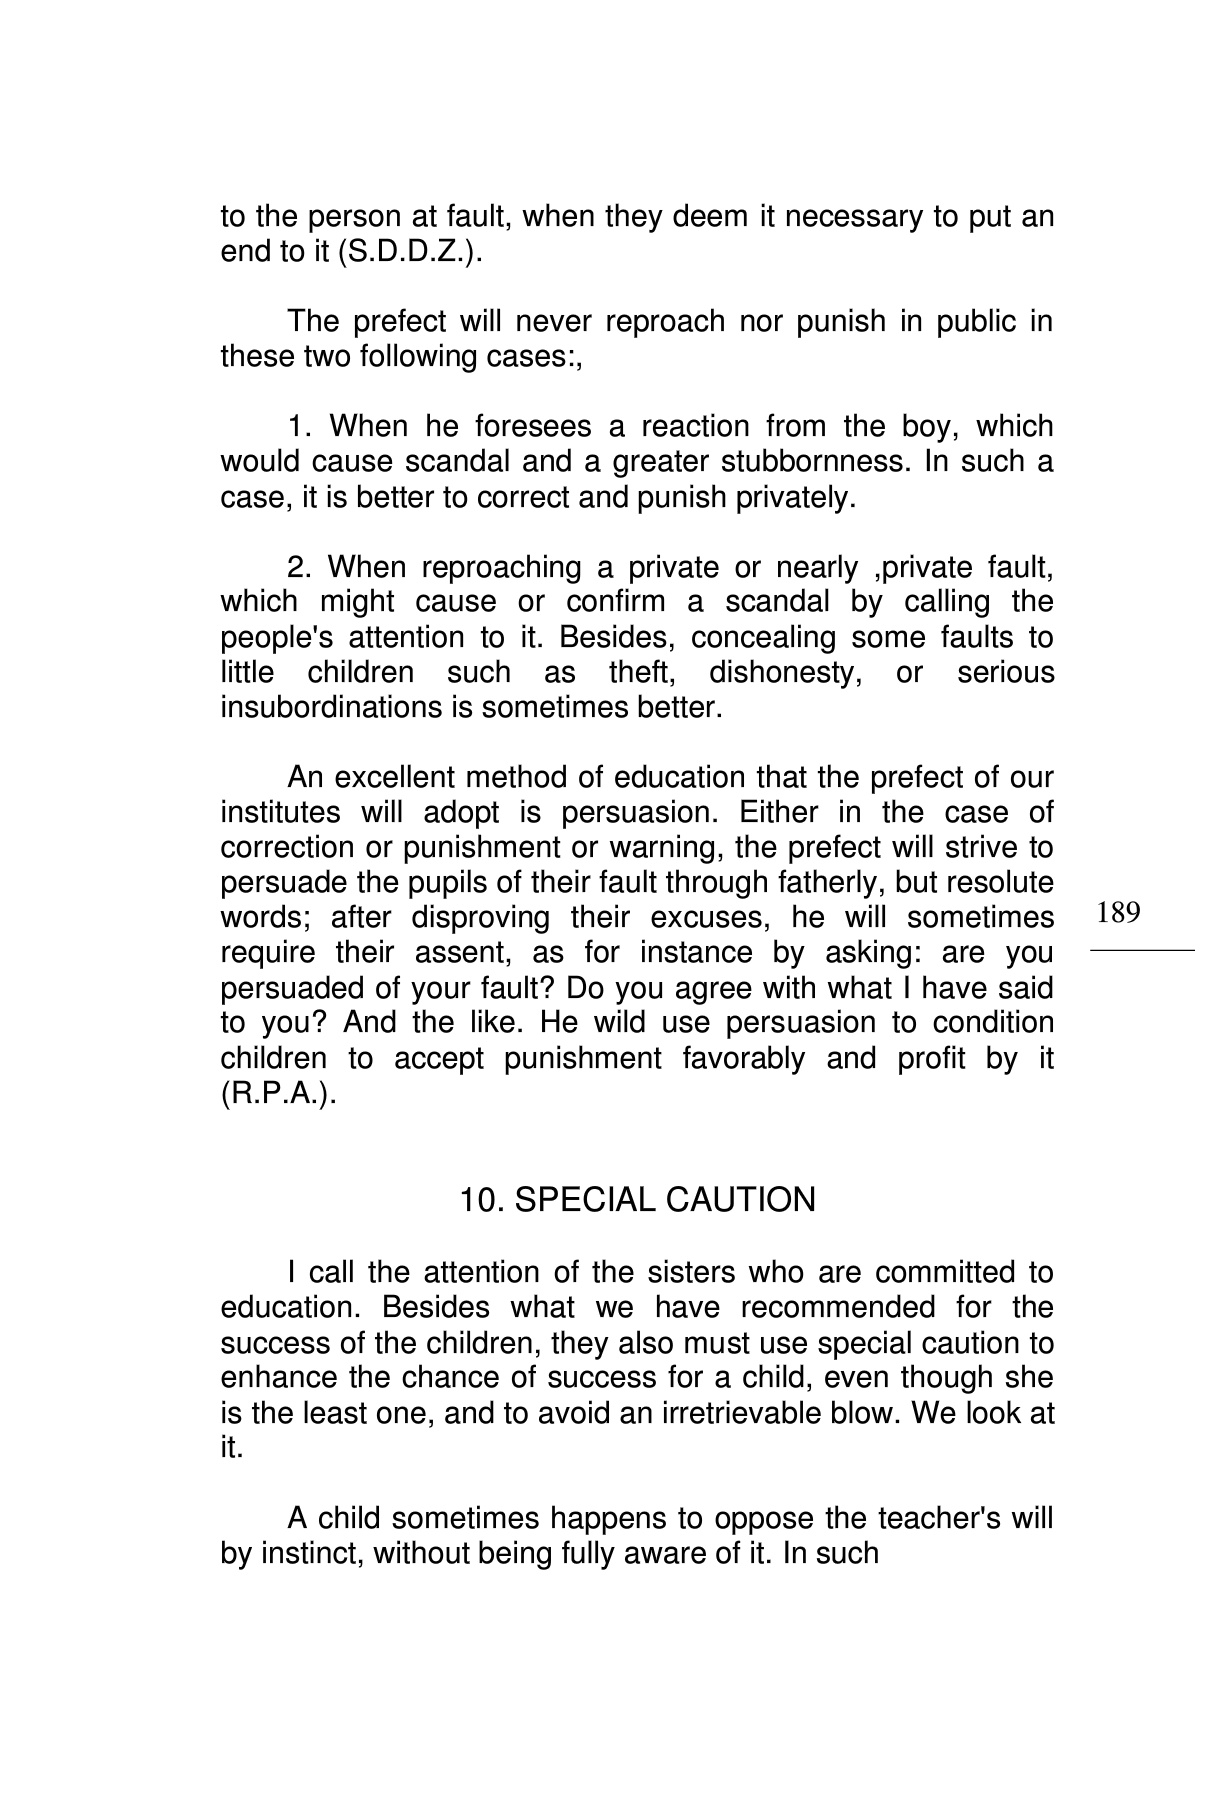 to the person at fault, when they deem it necessary to put an
end to it (S.D.D.Z.).
The prefect will never reproach nor punish in public in
these two following cases:,
1. When he foresees a reaction from the boy, which
would cause scandal and a greater stubbornness. In such a
case, it is better to correct and punish privately.
2. When reproaching a private or nearly ,private fault,
which might cause or confirm a scandal by calling the
people's attention to it. Besides, concealing some faults to
little children such as theft, dishonesty, or serious
insubordinations is sometimes better.
An excellent method of education that the prefect of our
institutes will adopt is persuasion. Either in the case of
correction or punishment or warning, the prefect will strive to
persuade the pupils of their fault through fatherly, but resolute
words; after disproving their excuses, he will sometimes
require their assent, as for instance by asking: are you
persuaded of your fault? Do you agree with what I have said
to you? And the like. He wild use persuasion to condition
children to accept punishment favorably and profit by it
(R.P.A.).
189
10. SPECIAL CAUTION
I call the attention of the sisters who are committed to
education. Besides what we have recommended for the
success of the children, they also must use special caution to
enhance the chance of success for a child, even though she
is the least one, and to avoid an irretrievable blow. We look at
it.
A child sometimes happens to oppose the teacher's will
by instinct, without being fully aware of it. In such